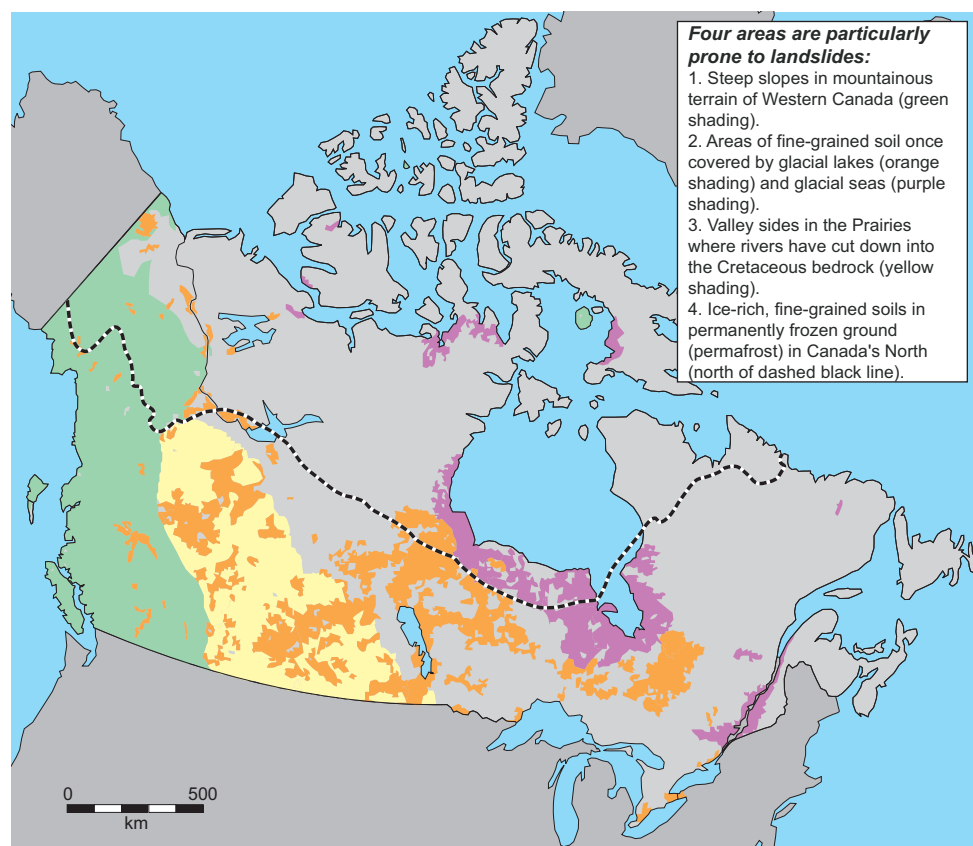 Four areas are particularly
prone to landslides:
1. Steep slopes in mountainous
terrain of Western Canada (green
shading).
2. Areas of fine-grained soil once
covered by glacial lakes (orange
shading) and glacial seas (purple
shading).
3. Valley sides in the Prairies
where rivers have cut down into
the Cretaceous bedrock (yellow
shading).
4. Ice-rich, fine-grained soils in
permanently frozen ground
(permafrost) in Canada's North
(north of dashed black line).
0 500
km